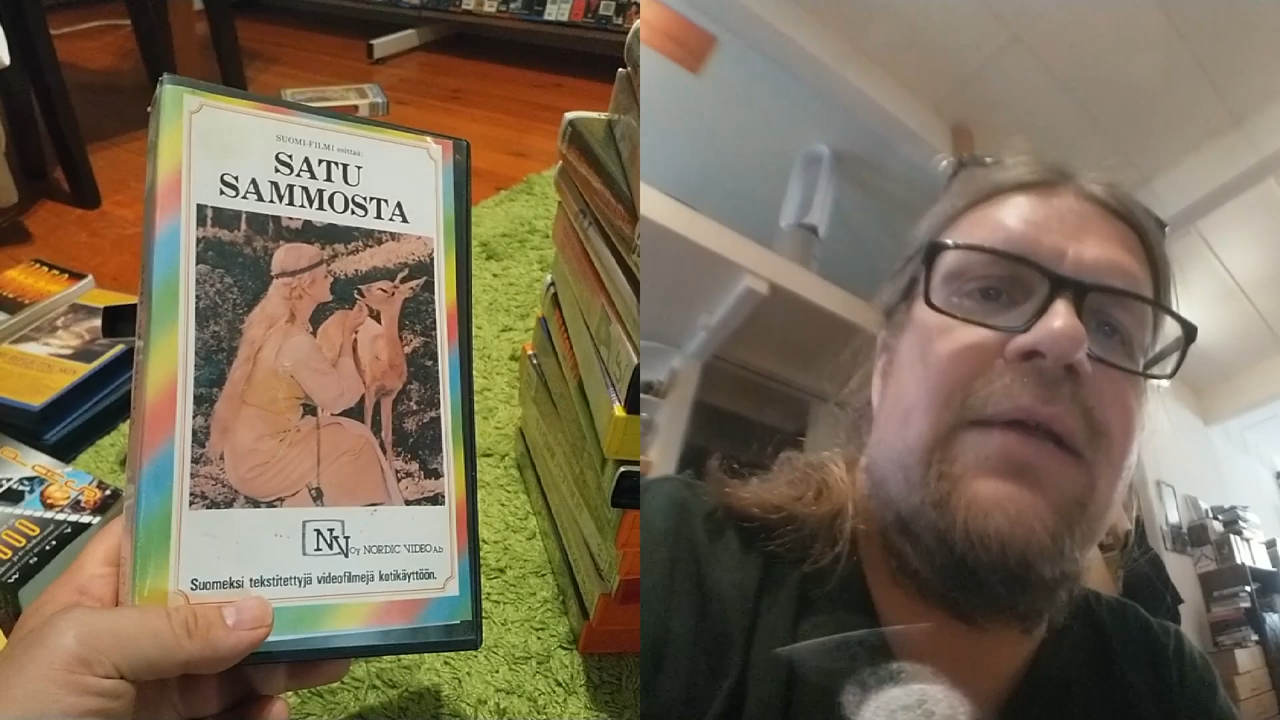 SUOMI-FILMI esittää:
SATU
SAMMOSTA
NV Oy NORDIC VIDEO Ab
Suomeksi tekstitettyjä videofilmejä kotikäyttöön.